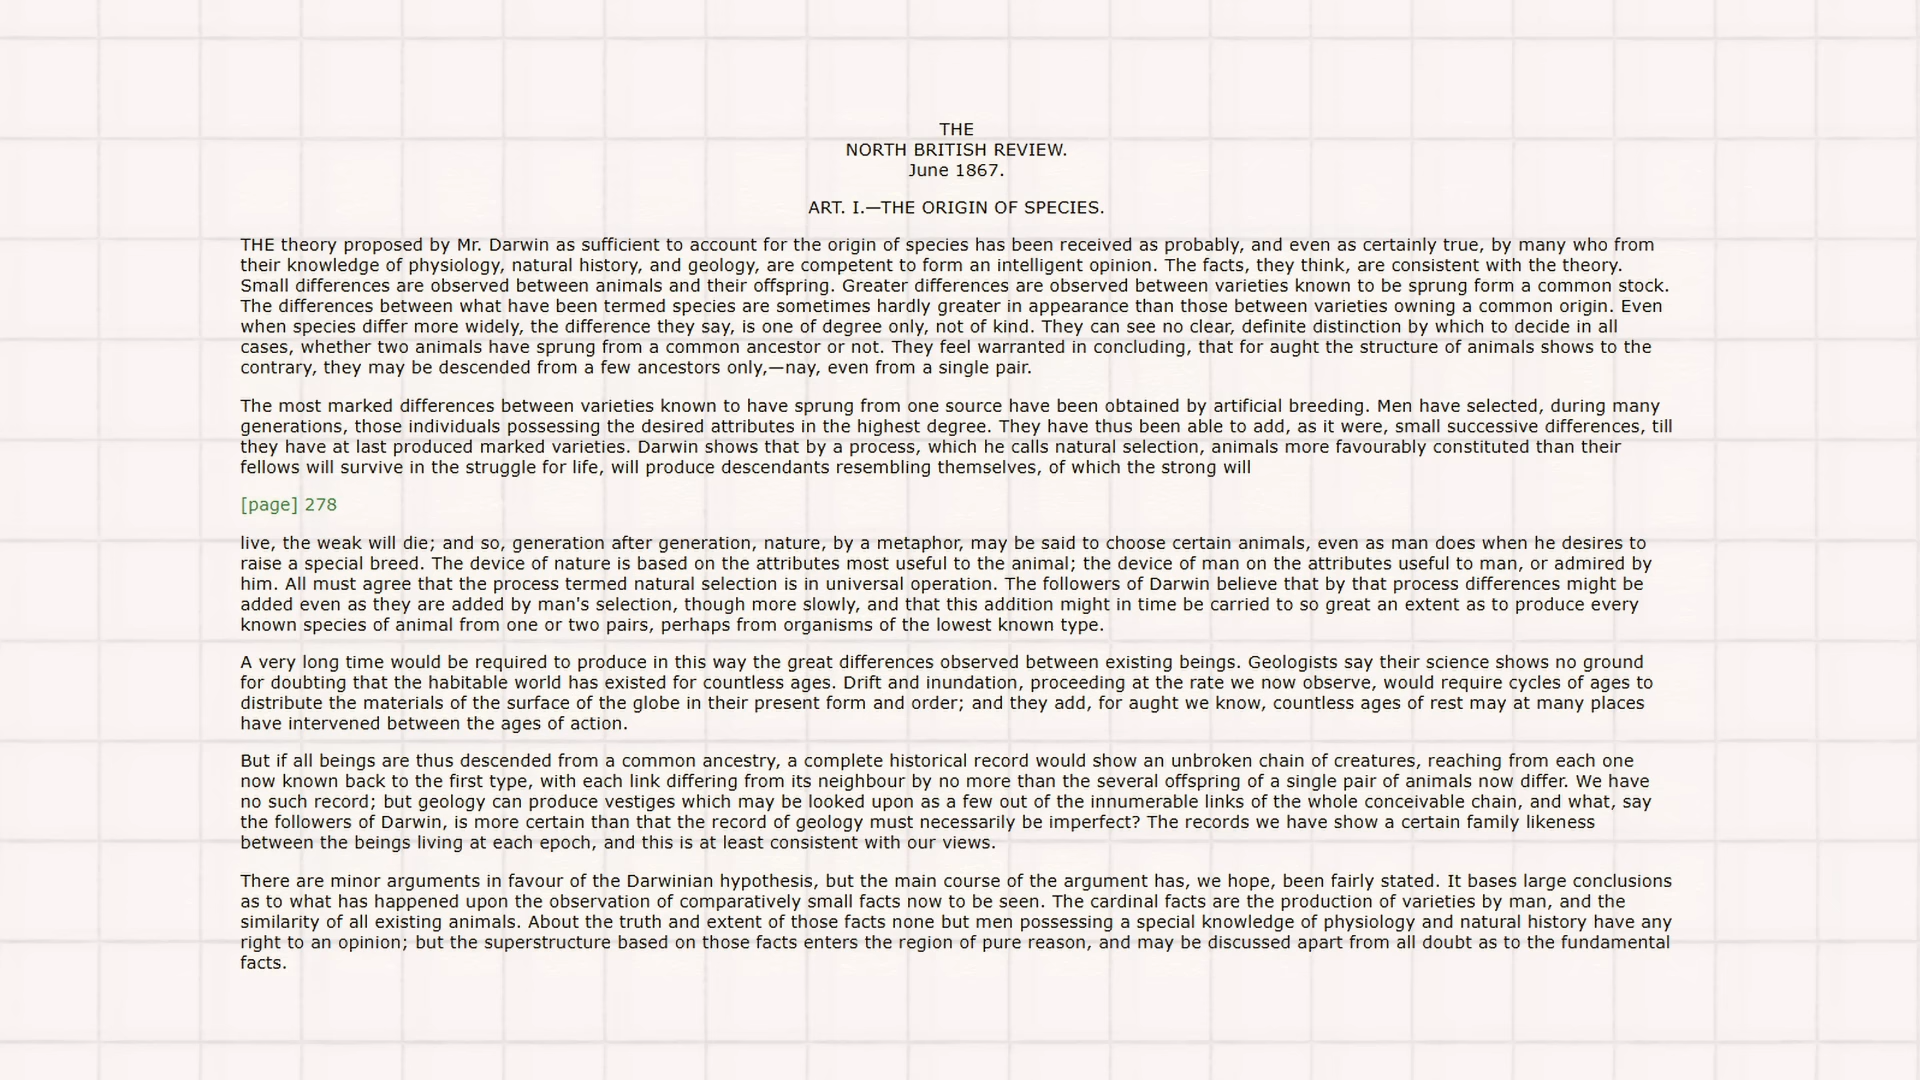 THE
NORTH BRITISH REVIEW.
June 1867.
ART. I.—THE ORIGIN OF SPECIES.
THE theory proposed by Mr. Darwin as sufficient to account for the origin of species has been received as probably, and even as certainly true, by many who from
their knowledge of physiology, natural history, and geology, are competent to form an intelligent opinion. The facts, they think, are consistent with the theory.
Small differences are observed between animals and their offspring. Greater differences are observed between varieties known to be sprung form a common stock.
The differences between what have been termed species are sometimes hardly greater in appearance than those between varieties owning a common origin. Even
when species differ more widely, the difference they say, is one of degree only, not of kind. They can see no clear, definite distinction by which to decide in all
cases, whether two animals have sprung from a common ancestor or not. They feel warranted in concluding, that for aught the structure of animals shows to the
contrary, they may be descended from a few ancestors only,—nay, even from a single pair.
The most marked differences between varieties known to have sprung from one source have been obtained by artificial breeding. Men have selected, during many
generations, those individuals possessing the desired attributes in the highest degree. They have thus been able to add, as it were, small successive differences, till
they have at last produced marked varieties. Darwin shows that by a process, which he calls natural selection, animals more favourably constituted than their
fellows will survive in the struggle for life, will produce descendants resembling themselves, of which the strong will
[page] 278
live, the weak will die; and so, generation after generation, nature, by a metaphor, may be said to choose certain animals, even as man does when he desires to
raise a special breed. The device of nature is based on the attributes most useful to the animal; the device of man on the attributes useful to man, or admired by
him. All must agree that the process termed natural selection is in universal operation. The followers of Darwin believe that by that process differences might be
added even as they are added by man's selection, though more slowly, and that this addition might in time be carried to so great an extent as to produce every
known species of animal from one or two pairs, perhaps from organisms of the lowest known type.
A very long time would be required to produce in this way the great differences observed between existing beings. Geologists say their science shows no ground
for doubting that the habitable world has existed for countless ages. Drift and inundation, proceeding at the rate we now observe, would require cycles of ages to
distribute the materials of the surface of the globe in their present form and order; and they add, for aught we know, countless ages of rest may at many places
have intervened between the ages of action.
But if all beings are thus descended from a common ancestry, a complete historical record would show an unbroken chain of creatures, reaching from each one
now known back to the first type, with each link differing from its neighbour by no more than the several offspring of a single pair of animals now differ. We have
no such record; but geology can produce vestiges which may be looked upon as a few out of the innumerable links of the whole conceivable chain, and what, say
the followers of Darwin, is more certain than that the record of geology must necessarily be imperfect? The records we have show a certain family likeness
between the beings living at each epoch, and this is at least consistent with our views.
There are minor arguments in favour of the Darwinian hypothesis, but the main course of the argument has, we hope, been fairly stated. It bases large conclusions
as to what has happened upon the observation of comparatively small facts now to be seen. The cardinal facts are the production of varieties by man, and the
similarity of all existing animals. About the truth and extent of those facts none but men possessing a special knowledge of physiology and natural history have any
right to an opinion; but the superstructure based on those facts enters the region of pure reason, and may be discussed apart from all doubt as to the fundamental
facts.